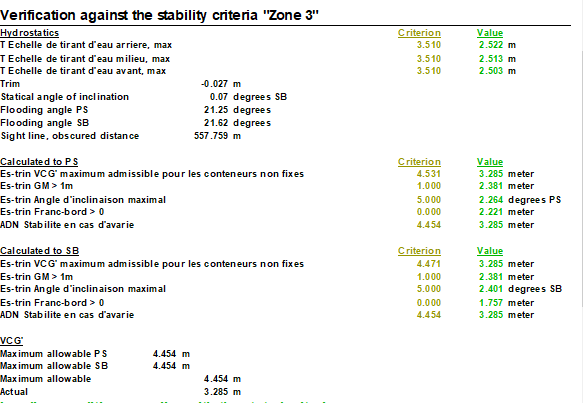 Verification against the stability criteria "Zone 3"
Hydrostatics Criterion Value
T Echelle de tirant d'eau arriere, max 3.510 2.522 m
T Echelle de tirant d'eau milieu, max 3.510 2.513 m
T Echelle de tirant d'eau avant, max 3.510 2.503 m
Trim -0.027 m
Statical angle of inclination 0.07 degrees SB
Flooding angle PS 21.25 degrees
Flooding angle SB 21.62 degrees
Sight line, obscured distance 557.759 m
Calculated to PS Criterion Value
Es-trin VCG' maximum admissible pour les conteneurs non fixes 4.531 3.285 meter
Es-trin GM > 1m 1.000 2.381 meter
Es-trin Angle d'inclinaison maximal 5.000 2.264 degrees PS
Es-trin Franc-bord > 0 0.000 2.221 meter
ADN Stabilite en cas d'avarie 4.454 3.285 meter
Calculated to SB Criterion Value
Es-trin VCG' maximum admissible pour les conteneurs non fixes 4.471 3.285 meter
Es-trin GM > 1m 1.000 2.381 meter
Es-trin Angle d'inclinaison maximal 5.000 2.401 degrees SB
Es-trin Franc-bord > 0 0.000 1.757 meter
ADN Stabilite en cas d'avarie 4.454 3.285 meter
VCG'
Maximum allowable PS 4.454 m
Maximum allowable SB 4.454 m
Maximum allowable 4.454 m
Actual 3.285 m